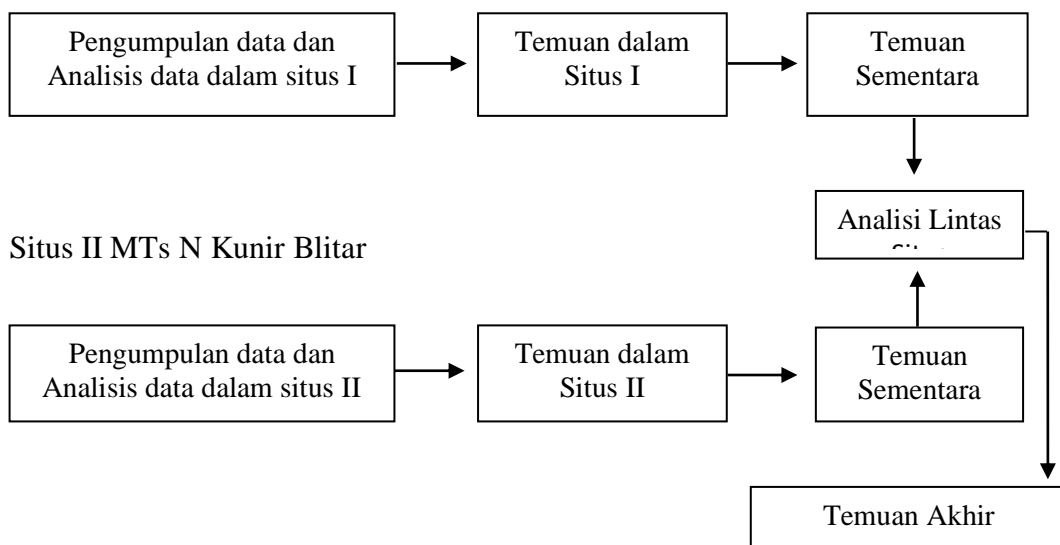 Pengumpulan data dan
Analisis data dalam situs I
Temuan dalam
Situs I
Temuan
Sementara
Analisi Lintas
Situs II MTs N Kunir Blitar
Pengumpulan data dan
Analisis data dalam situs II
Temuan dalam
Situs II
Temuan
Sementara
Temuan Akhir